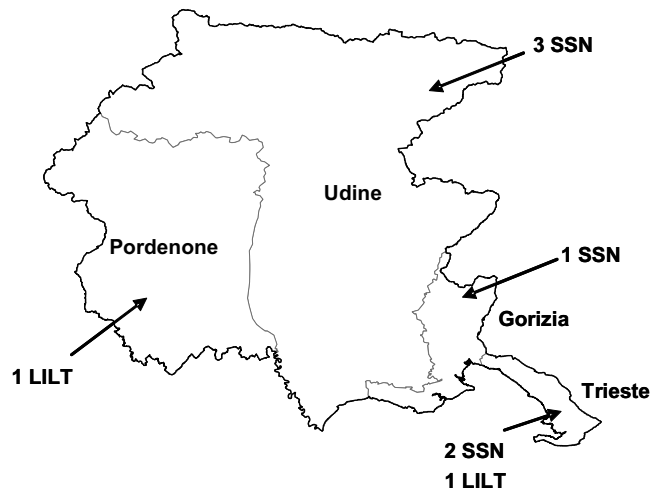 3 SSN
Udine
Pordenone
1 SSN
Gorizia
1 LILT
Trieste
2 SSN
1 LILT